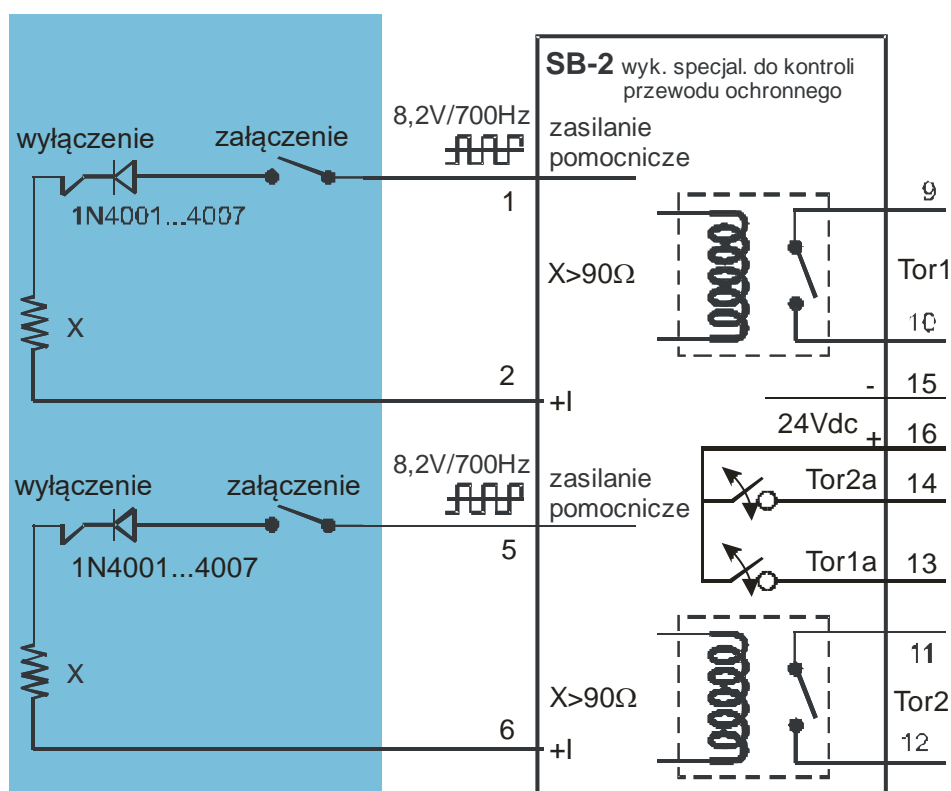 SB-2 wyk. specjal. do kontroli
przewodu ochronnego
8,2V/700Hz
zasilanie
pomocnicze
wyłączenie
załączenie
1N4001...4007
1
X>90Ω
X
2
+I
9
Tor1
10
- 15
24Vdc + 16
Tor2a 14
Tor1a 13
8,2V/700Hz
zasilanie
pomocnicze
wyłączenie
załączenie
1N4001...4007
5
X
X>90Ω
6
+I
11
Tor2
12